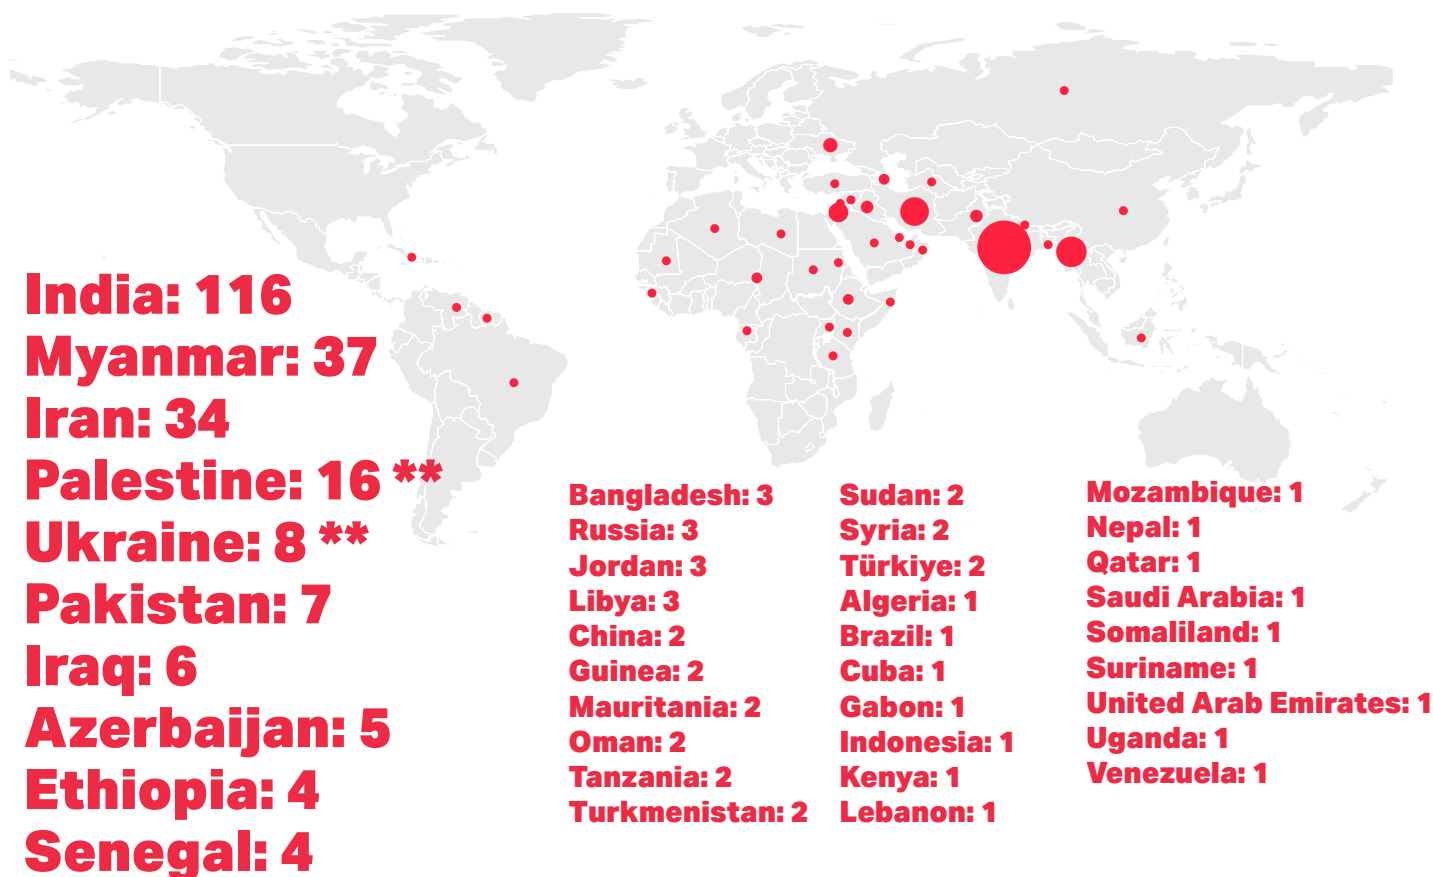 India: 116
Myanmar: 37
Iran: 34
Palestine: 16 **
Ukraine: 8 **
Pakistan: 7
Iraq: 6
Azerbaijan: 5
Ethiopia: 4
Senegal: 4
Bangladesh: 3
Russia: 3
Jordan: 3
Libya: 3
China: 2
Guinea: 2
Mauritania: 2
Oman: 2
Tanzania: 2
Turkmenistan: 2
Sudan: 2
Syria: 2
Türkiye: 2
Algeria: 1
Brazil: 1
Cuba: 1
Gabon: 1
Indonesia: 1
Kenya: 1
Lebanon: 1
Mozambique: 1
Nepal: 1
Qatar: 1
Saudi Arabia: 1
Somaliland: 1
Suriname: 1
United Arab Emirates: 1
Uganda: 1
Venezuela: 1